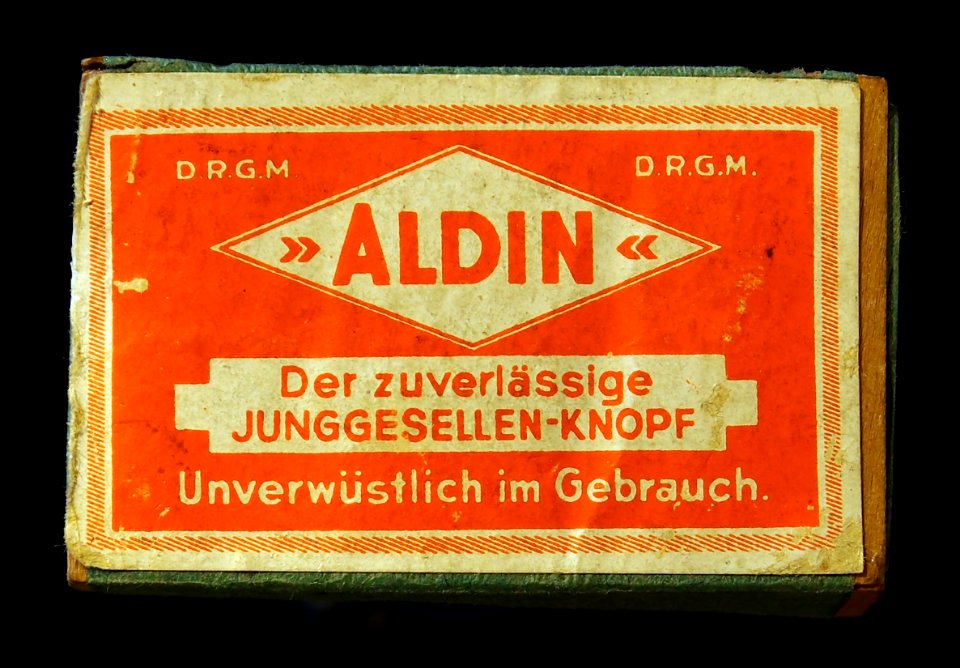 D.R.G.M
D.R.G.M.
»ALDIN«
Der zuverlässige
JUNGGESELLEN-KNOPF
Unverwüstlich im Gebrauch.